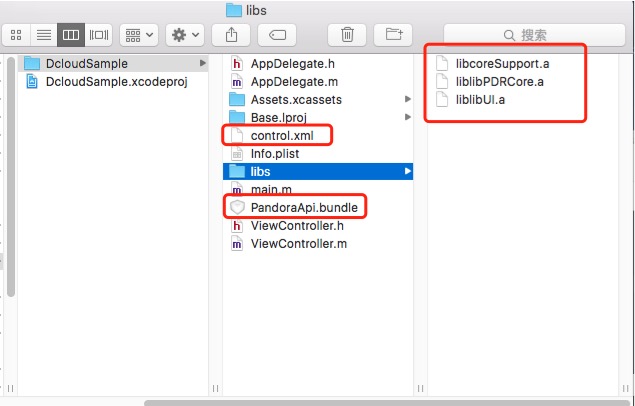 libs
搜索
DcloudSample
DcloudSample.xcodeproj
AppDelegate.h
AppDelegate.m
Assets.xcassets
Base.lproj
control.xml
Info.plist
libs
main.m
PandoraApi.bundle
ViewController.h
ViewController.m
libcoreSupport.a
liblibPDRCore.a
liblibUI.a